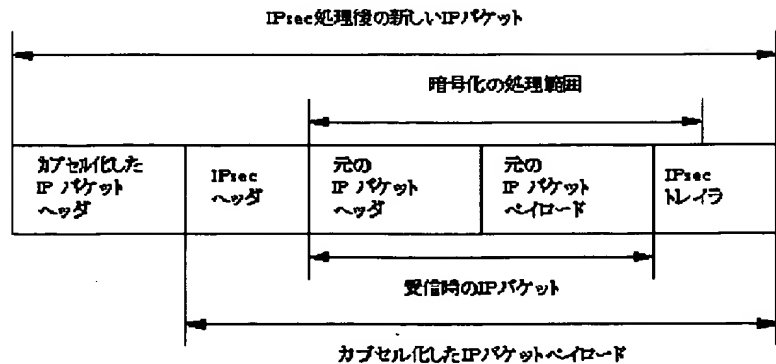 IPsec処理後の新しいIPパケット
暗号化の処理範囲
カプセル化した
IP パケット
ヘッダ
IPsec
ヘッダ
元の
IP パケット
ヘッダ
元の
IP パケット
ペイロード
IPsec
トレイラ
受信時のIPパケット
カプセル化したIPパケットペイロード